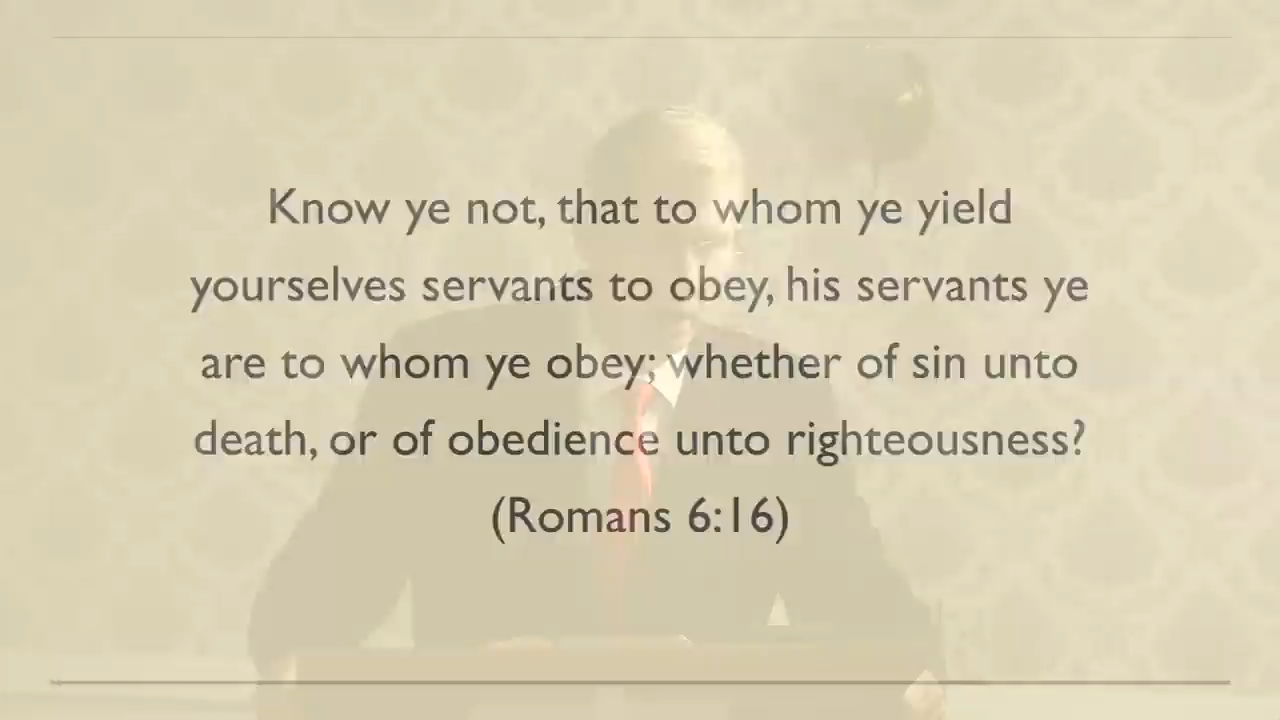 Know ye not, that to whom ye yield
yourselves servants to obey, his servants ye
are to whom ye obey; whether of sin unto
death, or of obedience unto righteousness?
(Romans 6:16)